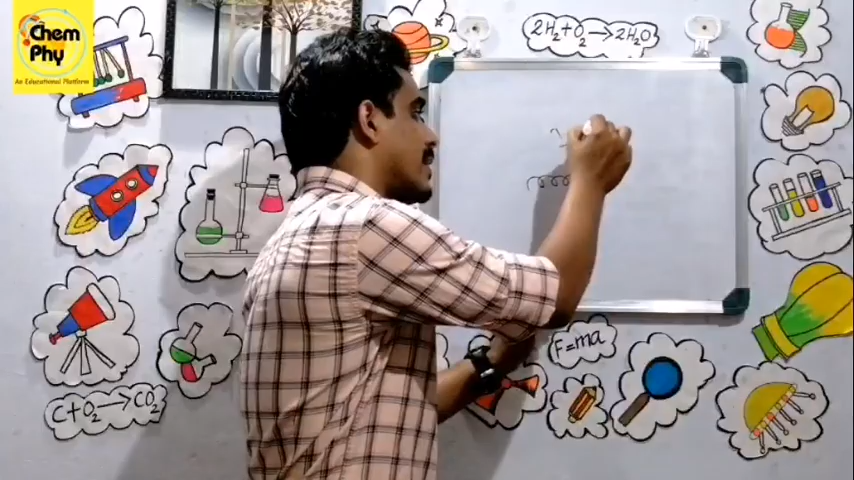 Chem
Phy
An Educational Platform
2H₂+O₂→2H₂O
F=Ma
C+O₂→CO₂